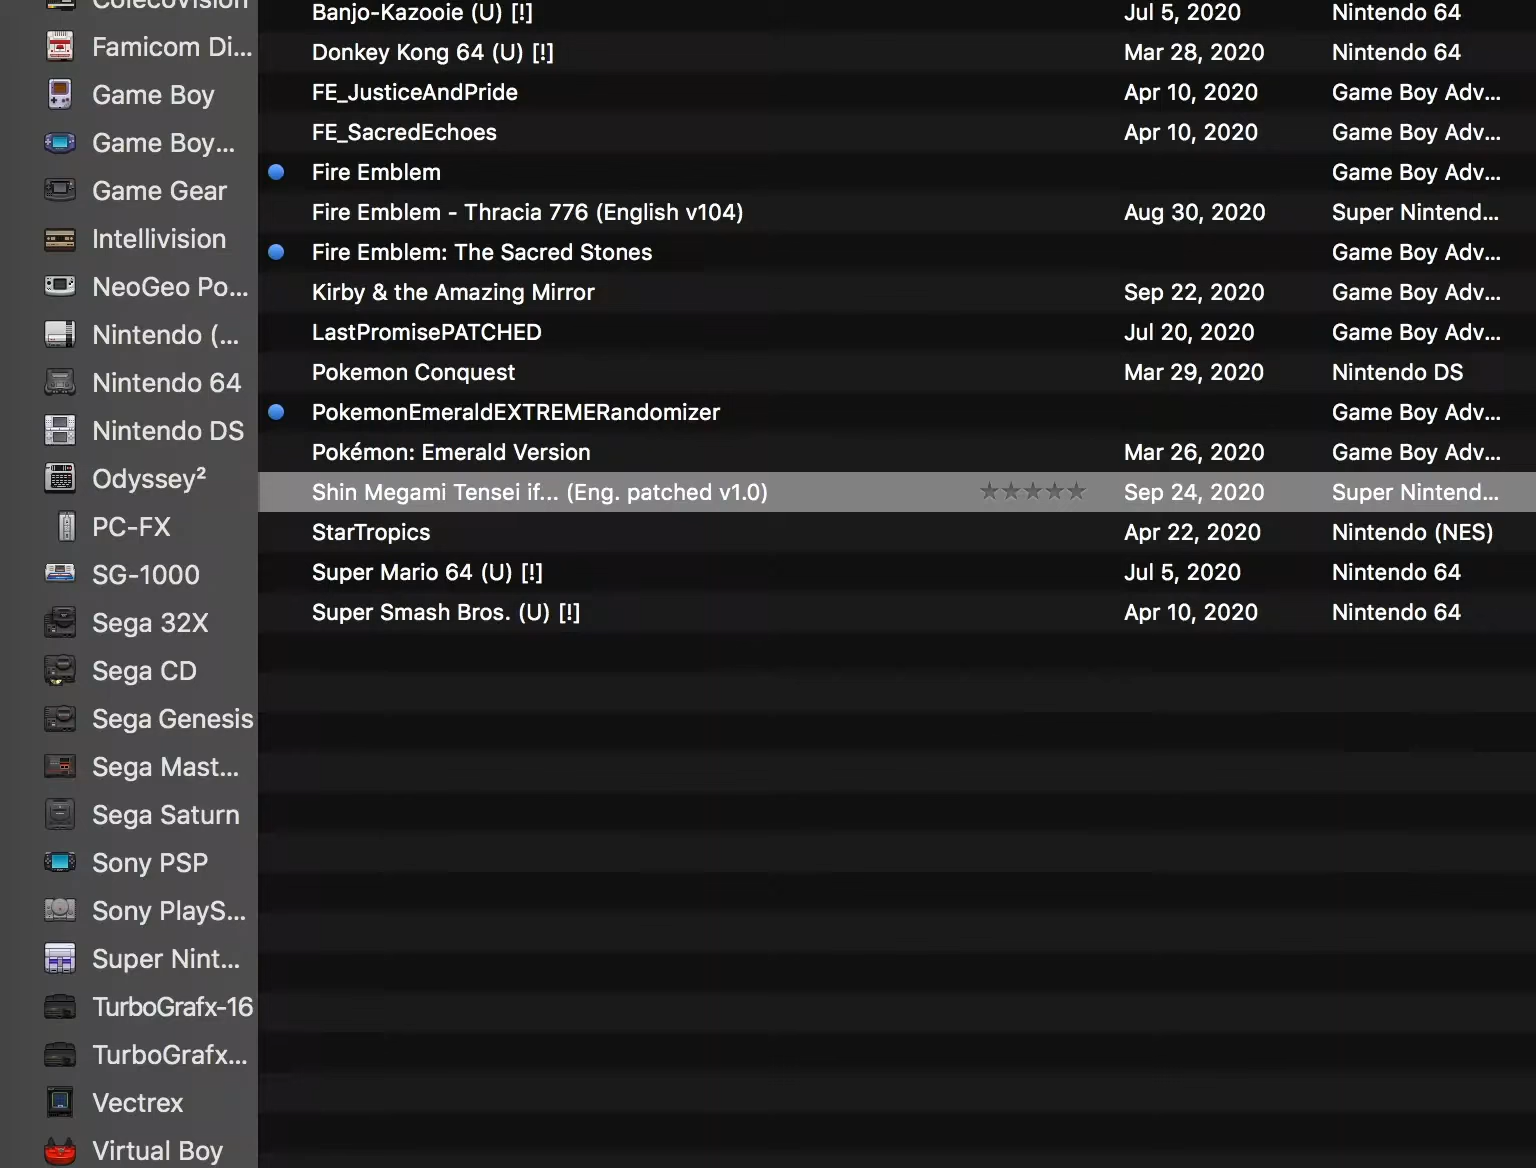 ColecoVision
Famicom Di...
Game Boy
Game Boy...
Game Gear
Intellivision
NeoGeo Po...
Nintendo (...
Nintendo 64
Nintendo DS
Odyssey²
PC-FX
SG-1000
Sega 32X
Sega CD
Sega Genesis
Sega Mast...
Sega Saturn
Sony PSP
Sony PlayS...
Super Nint...
TurboGrafx-16
TurboGrafx...
Vectrex
Virtual Boy
Banjo-Kazooie (U) [!] Jul 5, 2020 Nintendo 64
Donkey Kong 64 (U) [!] Mar 28, 2020 Nintendo 64
FE_JusticeAndPride Apr 10, 2020 Game Boy Adv...
FE_SacredEchoes Apr 10, 2020 Game Boy Adv...
Fire Emblem Game Boy Adv...
Fire Emblem - Thracia 776 (English v104) Aug 30, 2020 Super Nintend...
Fire Emblem: The Sacred Stones Game Boy Adv...
Kirby & the Amazing Mirror Sep 22, 2020 Game Boy Adv...
LastPromisePATCHED Jul 20, 2020 Game Boy Adv...
Pokemon Conquest Mar 29, 2020 Nintendo DS
PokemonEmeraldEXTREMERandomizer Game Boy Adv...
Pokémon: Emerald Version Mar 26, 2020 Game Boy Adv...
Shin Megami Tensei if... (Eng. patched v1.0) ★★★★★ Sep 24, 2020 Super Nintend...
StarTropics Apr 22, 2020 Nintendo (NES)
Super Mario 64 (U) [!] Jul 5, 2020 Nintendo 64
Super Smash Bros. (U) [!] Apr 10, 2020 Nintendo 64